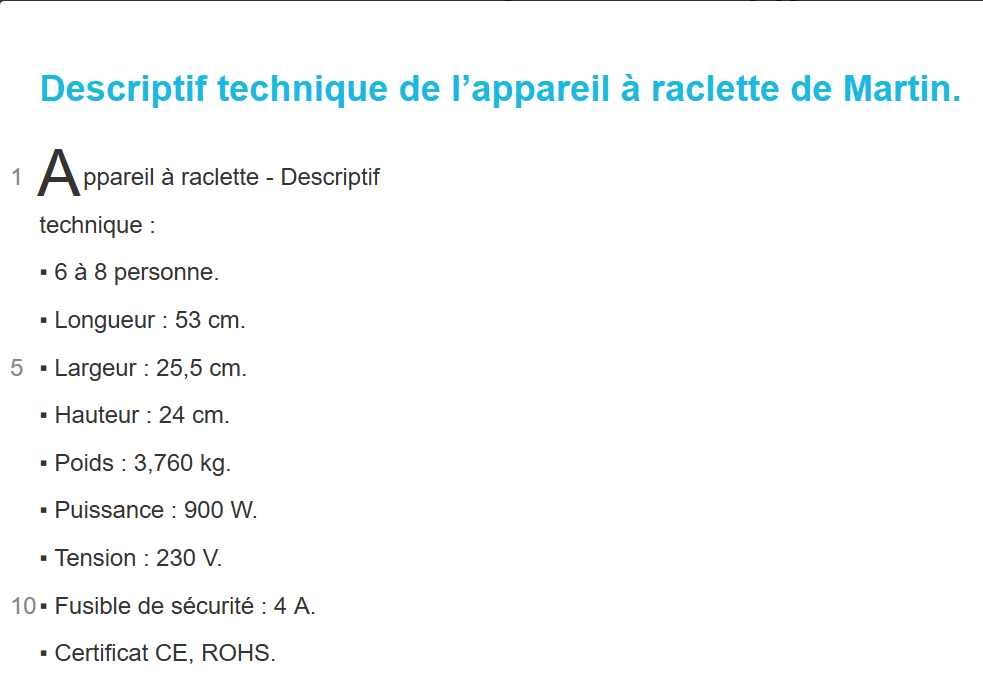 Descriptif technique de l’appareil à raclette de Martin.
1 Appareil à raclette - Descriptif
technique :
▪ 6 à 8 personne.
▪ Longueur : 53 cm.
5 ▪ Largeur : 25,5 cm.
▪ Hauteur : 24 cm.
▪ Poids : 3,760 kg.
▪ Puissance : 900 W.
▪ Tension : 230 V.
10 ▪ Fusible de sécurité : 4 A.
▪ Certificat CE, ROHS.